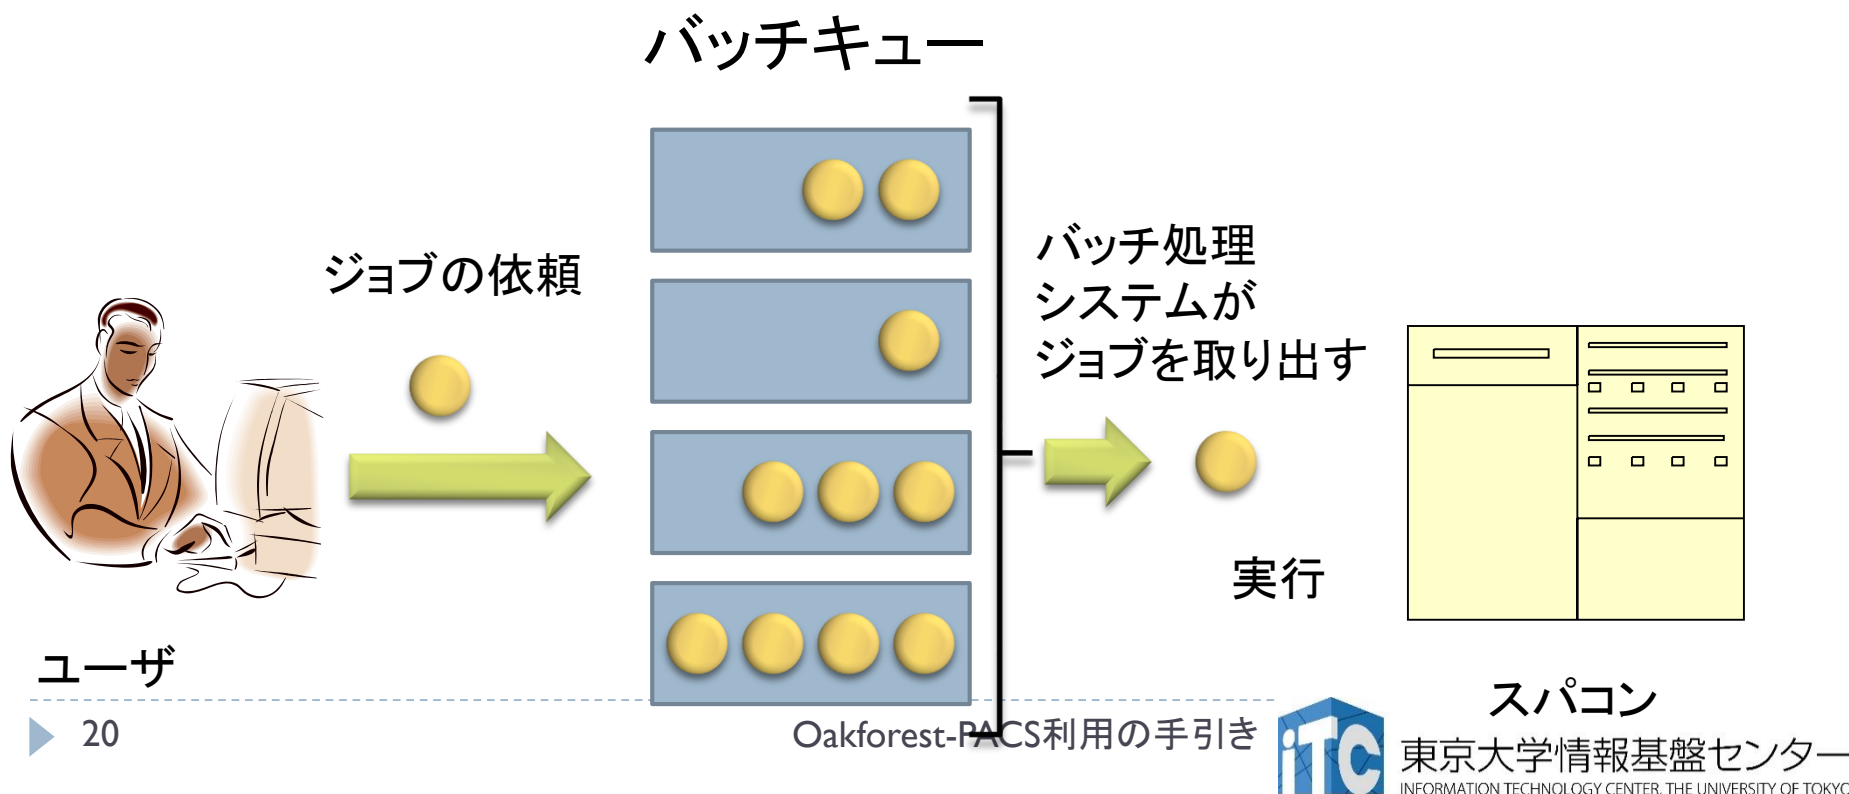 バッチキュー
ジョブの依頼
バッチ処理
システムが
ジョブを取り出す
実行
ユーザ
スパコン
20
Oakforest-PACS利用の手引き
iTC
東京大学情報基盤センター
INFORMATION TECHNOLOGY CENTER, THE UNIVERSITY OF TOKYO